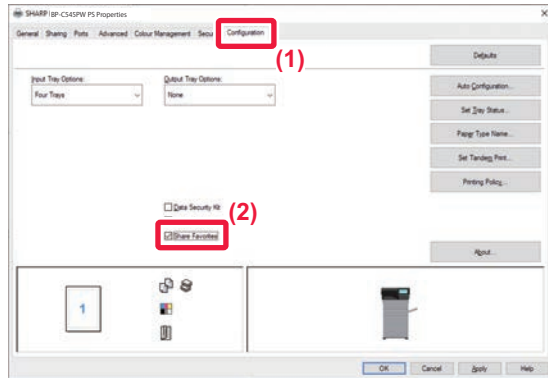 SHARP BP-C545PW PS Properties
General Sharing Ports Advanced Colour Management Secu Configuration
(1)
Defaults
Input Tray Options: Output Tray Options:
Four Trays None
Auto Configuration...
Set Tray Status...
Paper Type Name...
Set Tandem Print...
Printing Policy...
Data Security Kit
(2)
Share Favorites
About...
1
OK Cancel Apply Help